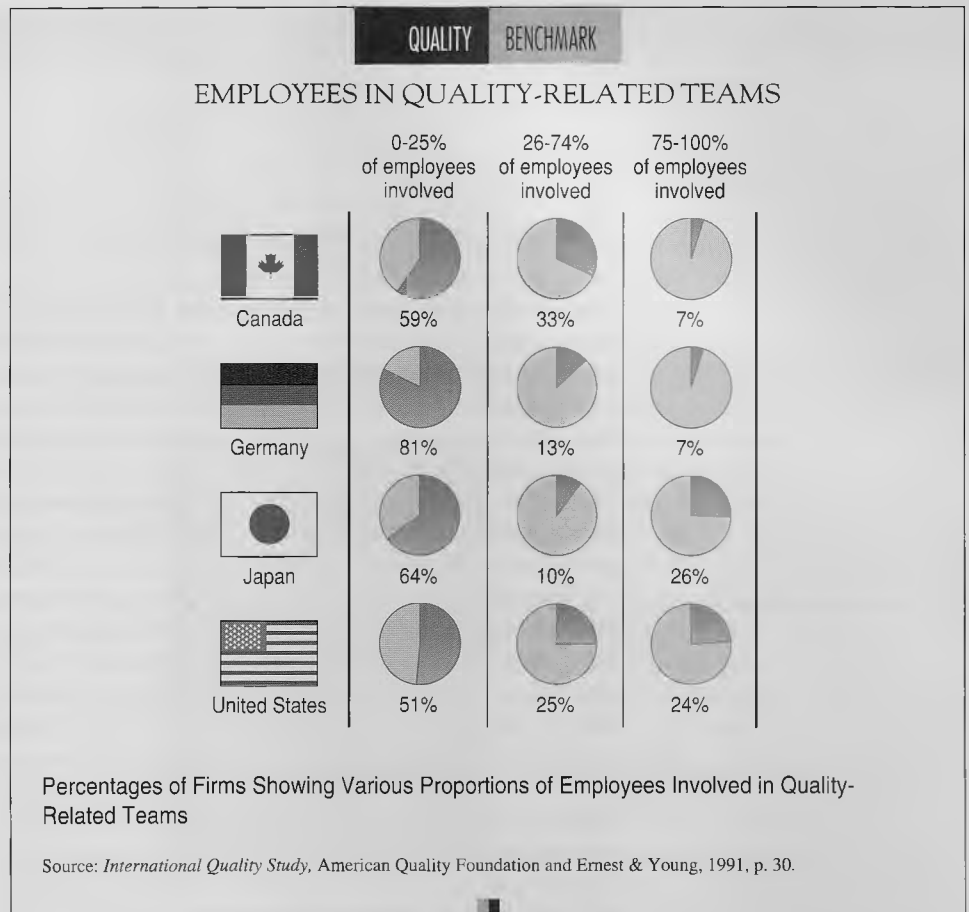 QUALITY BENCHMARK
EMPLOYEES IN QUALITY-RELATED TEAMS
0-25% 26-74% 75-100%
of employees of employees of employees
involved involved involved
Canada 59% 33% 7%
Germany 81% 13% 7%
Japan 64% 10% 26%
United States 51% 25% 24%
Percentages of Firms Showing Various Proportions of Employees Involved in Quality-
Related Teams
Source: International Quality Study, American Quality Foundation and Ernest & Young, 1991, p. 30.